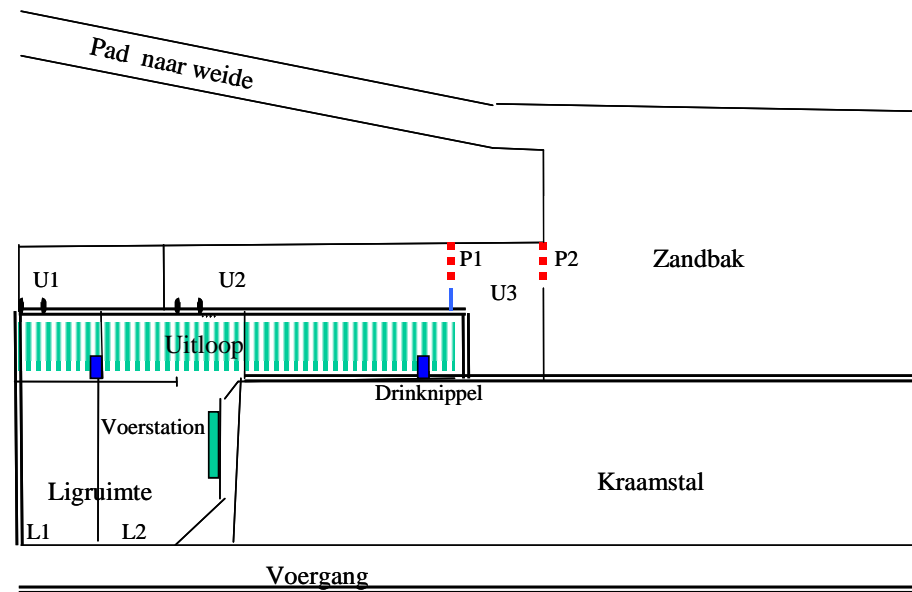 Pad naar weide
P1
P2
Zandbak
U1
U2
U3
Uitloop
Drinknippel
Voerstation
Kraamstal
Ligruimte
L1
L2
Voergang